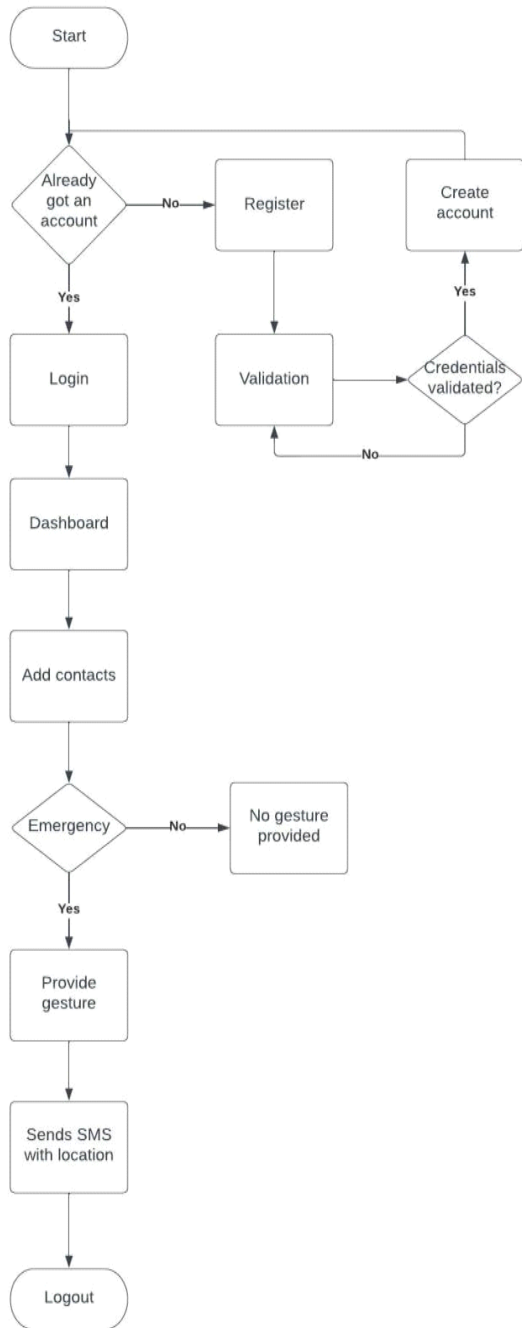 Start
Already
got an
account
No
Register
Create
account
Yes
Yes
Login
Validation
Credentials
validated?
No
Dashboard
Add contacts
Emergency
No
No gesture
provided
Yes
Provide
gesture
Sends SMS
with location
Logout